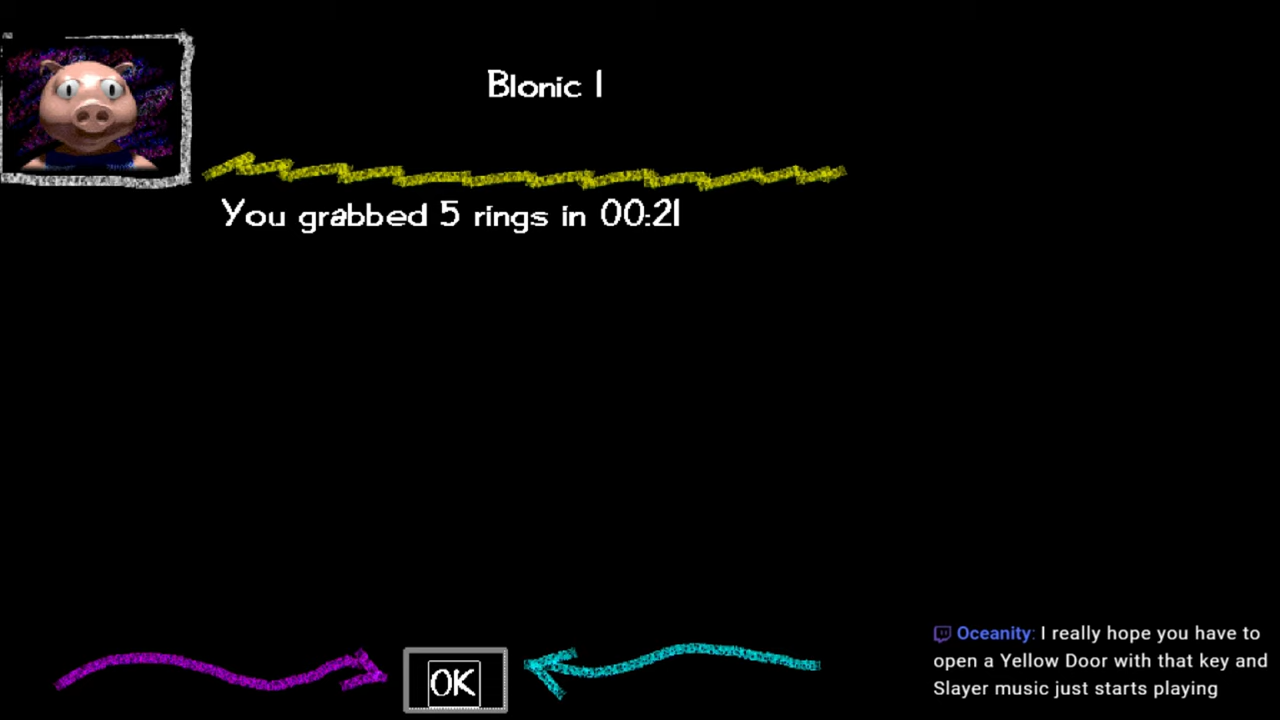 Blonic 1
You grabbed 5 rings in 00:21
OK
Oceanity: I really hope you have to
open a Yellow Door with that key and
Slayer music just starts playing